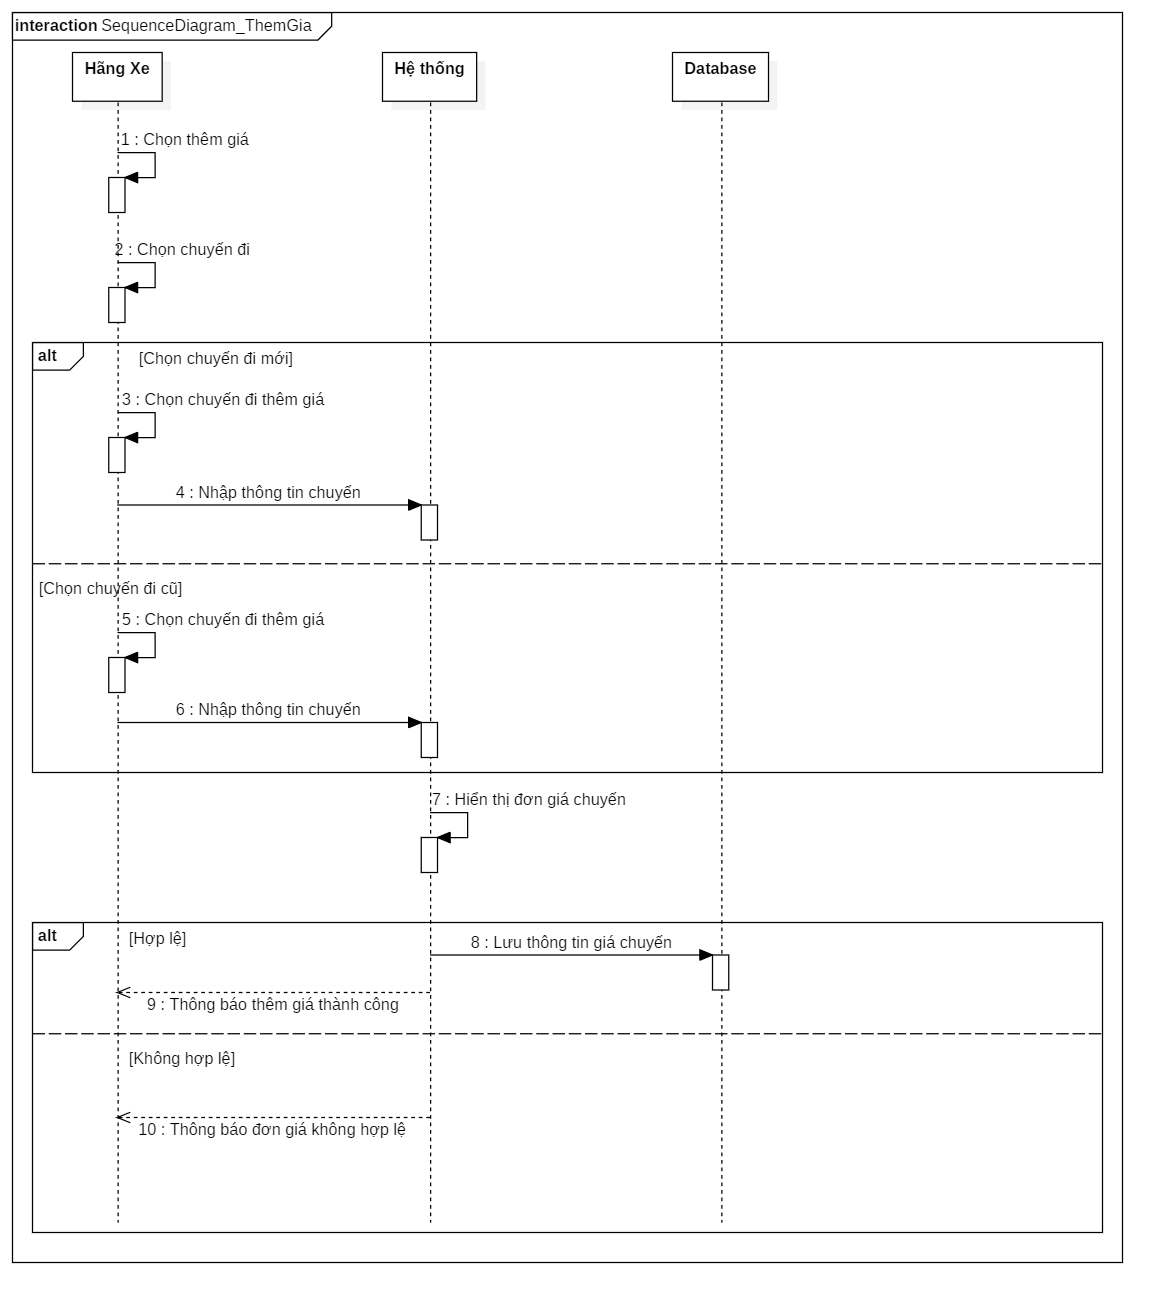 interaction SequenceDiagram_ThemGia
Hãng Xe
Hệ thống
Database
1 : Chọn thêm giá
2 : Chọn chuyến đi
alt
[Chọn chuyến đi mới]
3 : Chọn chuyến đi thêm giá
4 : Nhập thông tin chuyến
[Chọn chuyến đi cũ]
5 : Chọn chuyến đi thêm giá
6 : Nhập thông tin chuyến
7 : Hiển thị đơn giá chuyến
alt
[Hợp lệ]
8 : Lưu thông tin giá chuyến
9 : Thông báo thêm giá thành công
[Không hợp lệ]
10 : Thông báo đơn giá không hợp lệ